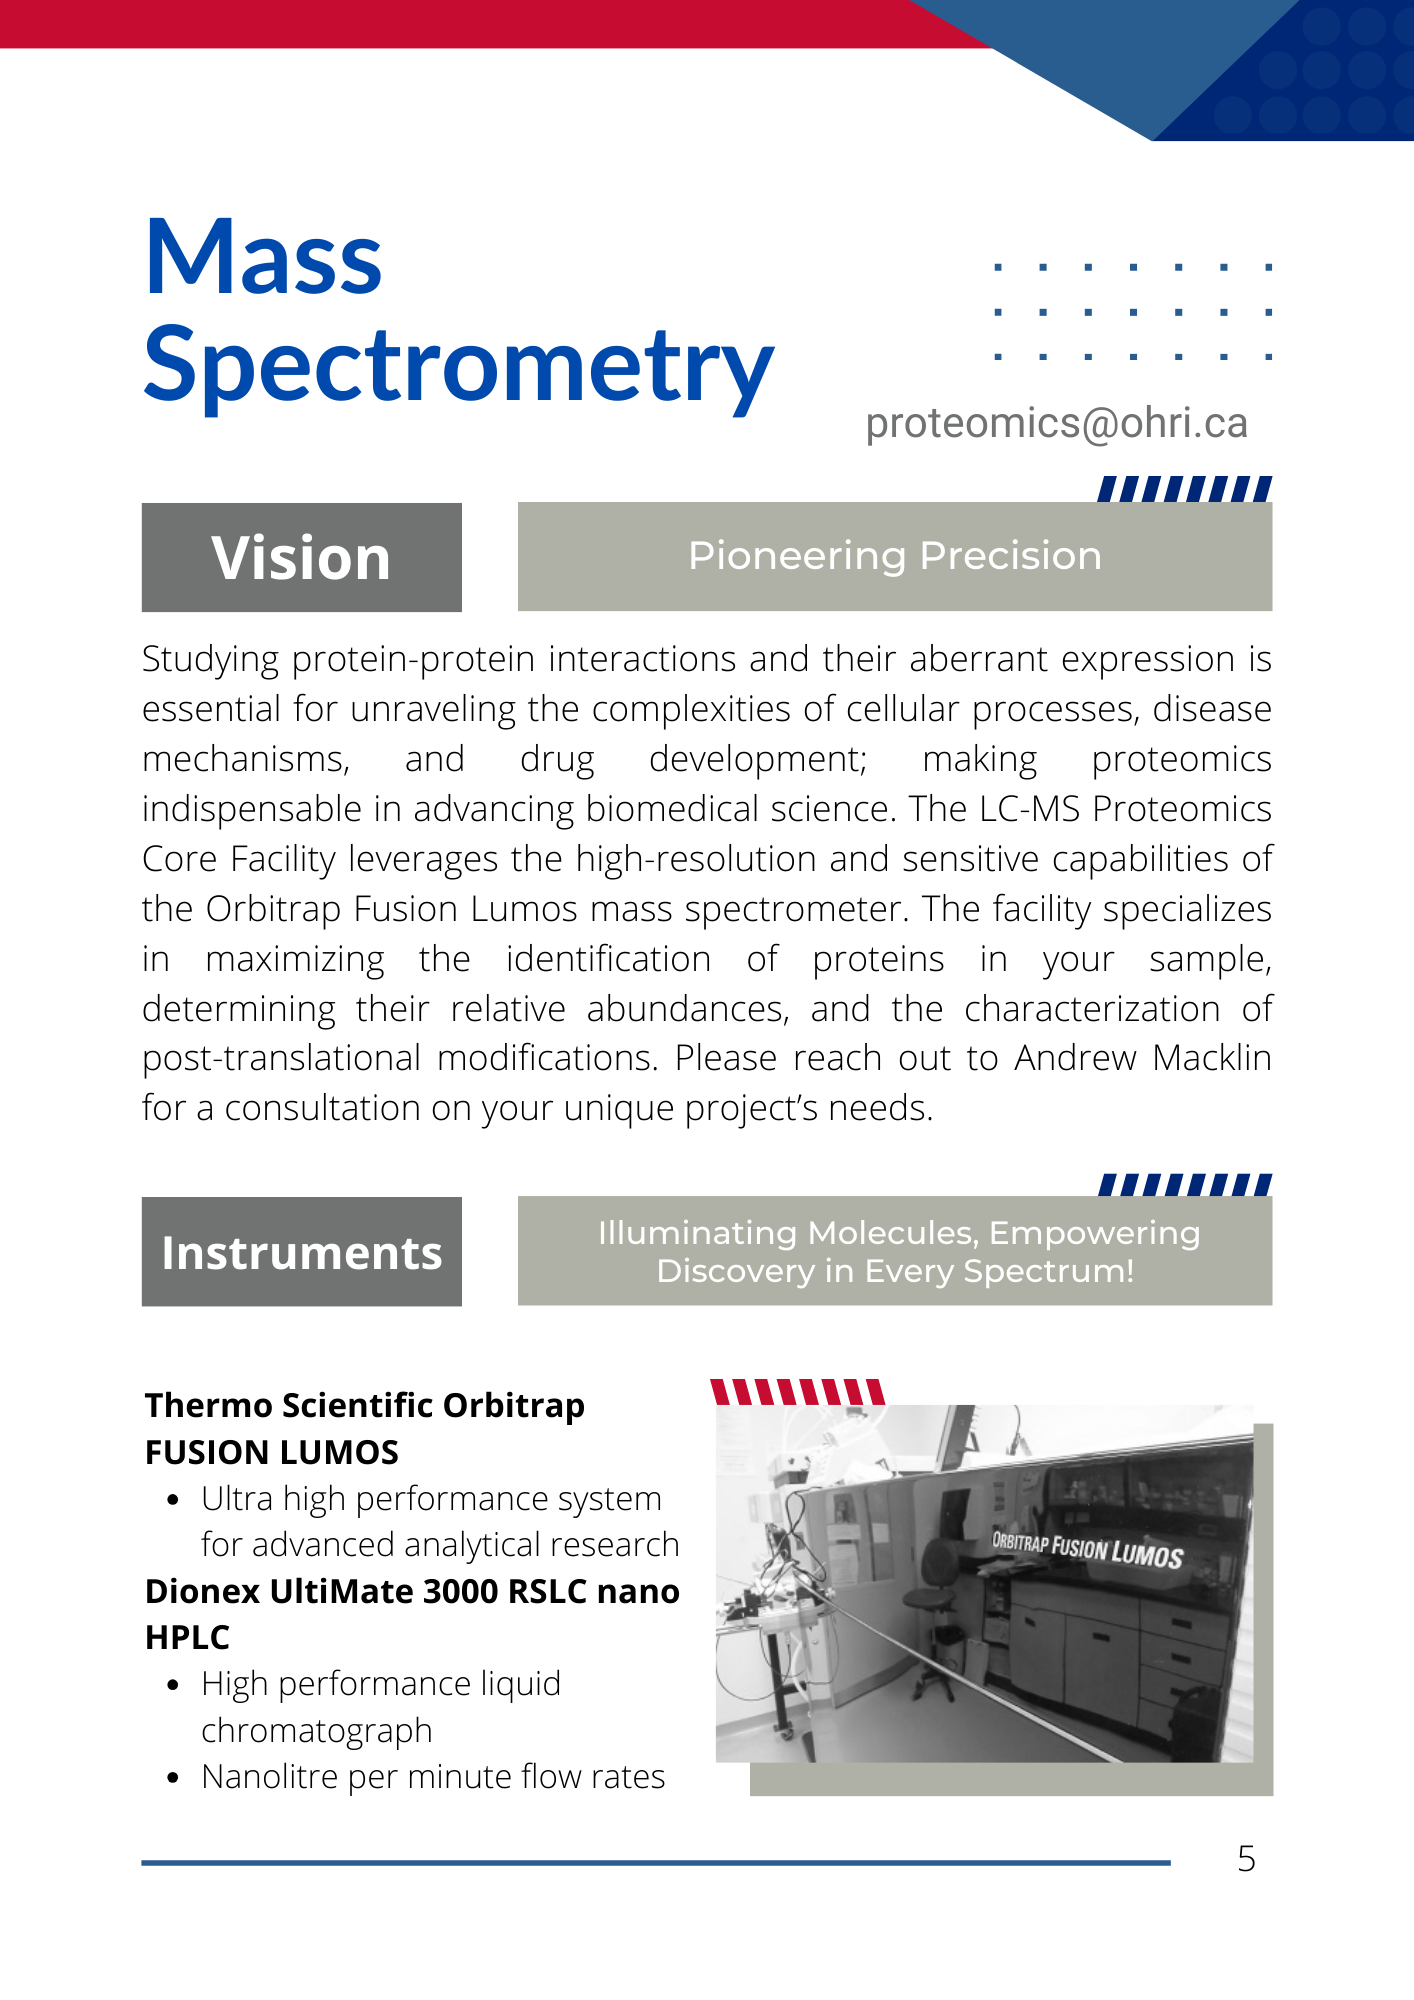 Mass
Spectrometry
proteomics@ohri.ca
Vision
Pioneering Precision
Studying protein-protein interactions and their aberrant expression is
essential for unraveling the complexities of cellular processes, disease
mechanisms, and drug development; making proteomics
indispensable in advancing biomedical science. The LC-MS Proteomics
Core Facility leverages the high-resolution and sensitive capabilities of
the Orbitrap Fusion Lumos mass spectrometer. The facility specializes
in maximizing the identification of proteins in your sample,
determining their relative abundances, and the characterization of
post-translational modifications. Please reach out to Andrew Macklin
for a consultation on your unique project’s needs.
Instruments
Illuminating Molecules, Empowering
Discovery in Every Spectrum!
Thermo Scientific Orbitrap
FUSION LUMOS
• Ultra high performance system
for advanced analytical research
Dionex UltiMate 3000 RSLC nano
HPLC
• High performance liquid
chromatograph
• Nanolitre per minute flow rates
ORBITRAP FUSION LUMOS
5